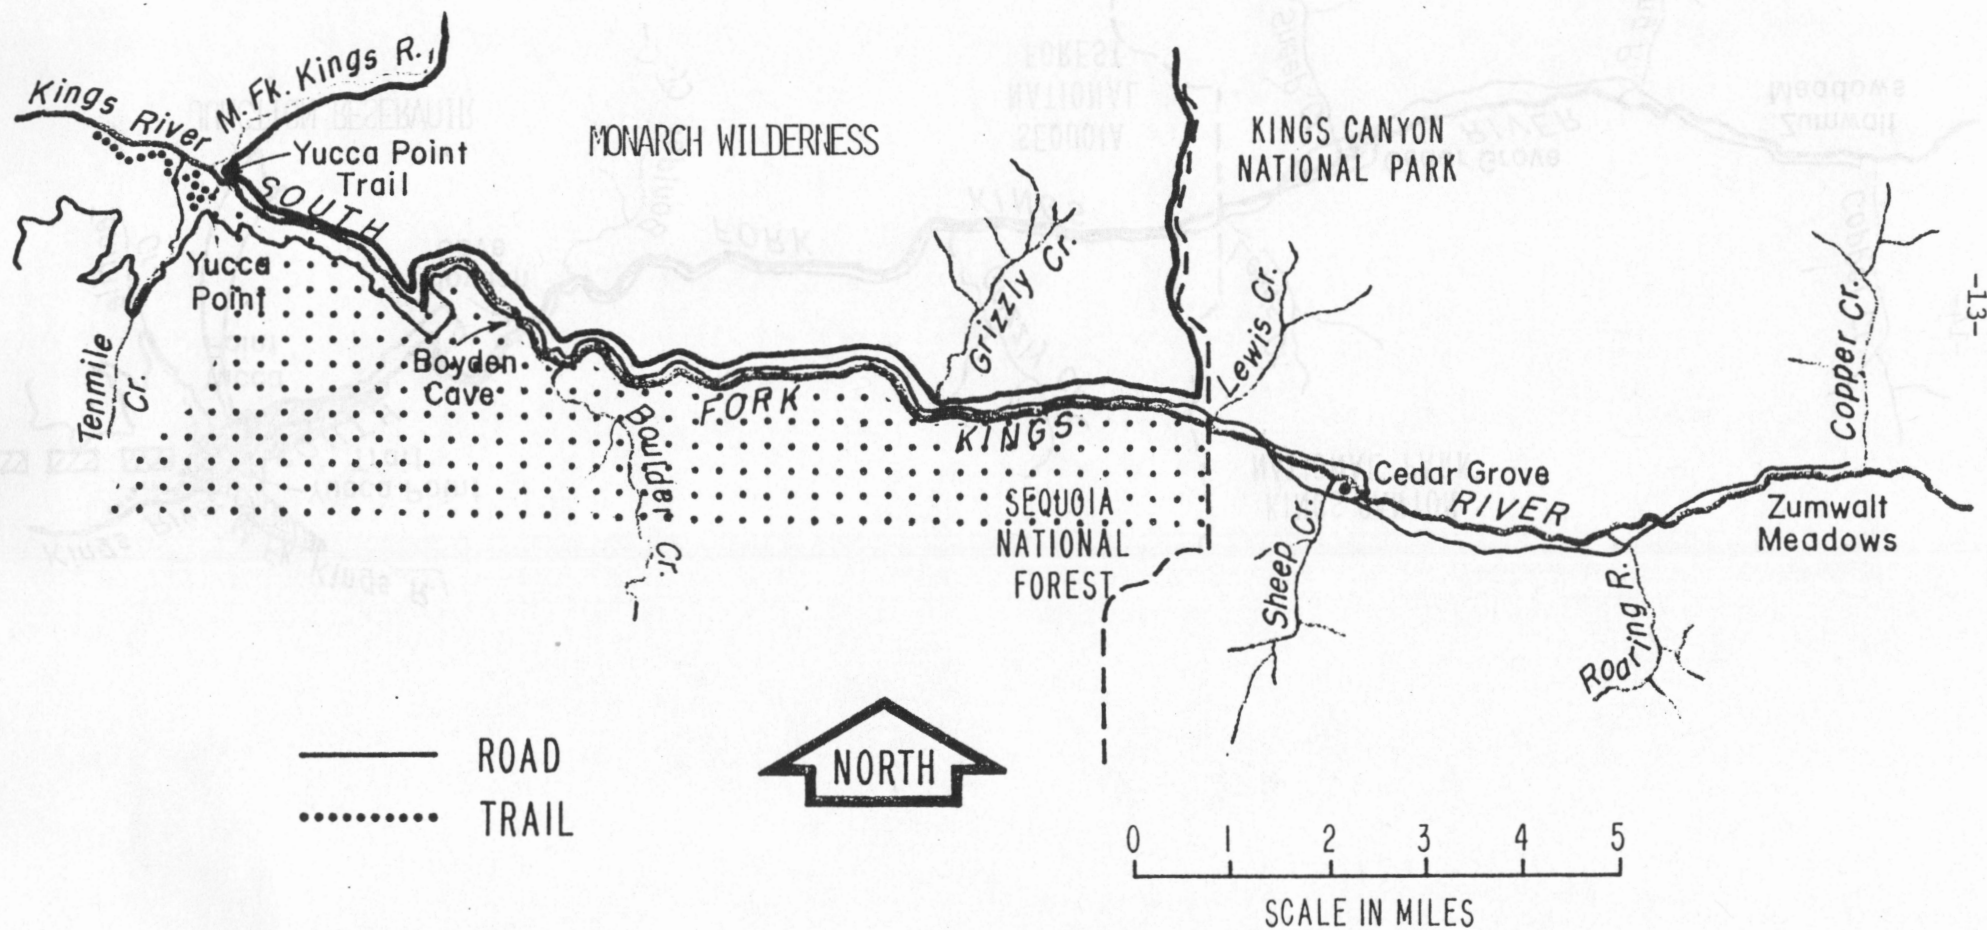 M. Fk. Kings R.
Kings River
MONARCH WILDERNESS
KINGS CANYON
NATIONAL PARK
Yucca Point
Trail
SOUTH
Yucca
Point
Grizzly Cr.
Lewis Cr.
-13-
Tenmile
Cr.
Boyden
Cave
FORK
Copper Cr.
Boulder Cr.
KINGS
Cedar Grove
RIVER
SEQUOIA
NATIONAL
FOREST
Zumwalt
Meadows
Sheep Cr.
Roaring R.
ROAD
TRAIL
NORTH
0 1 2 3 4 5
SCALE IN MILES